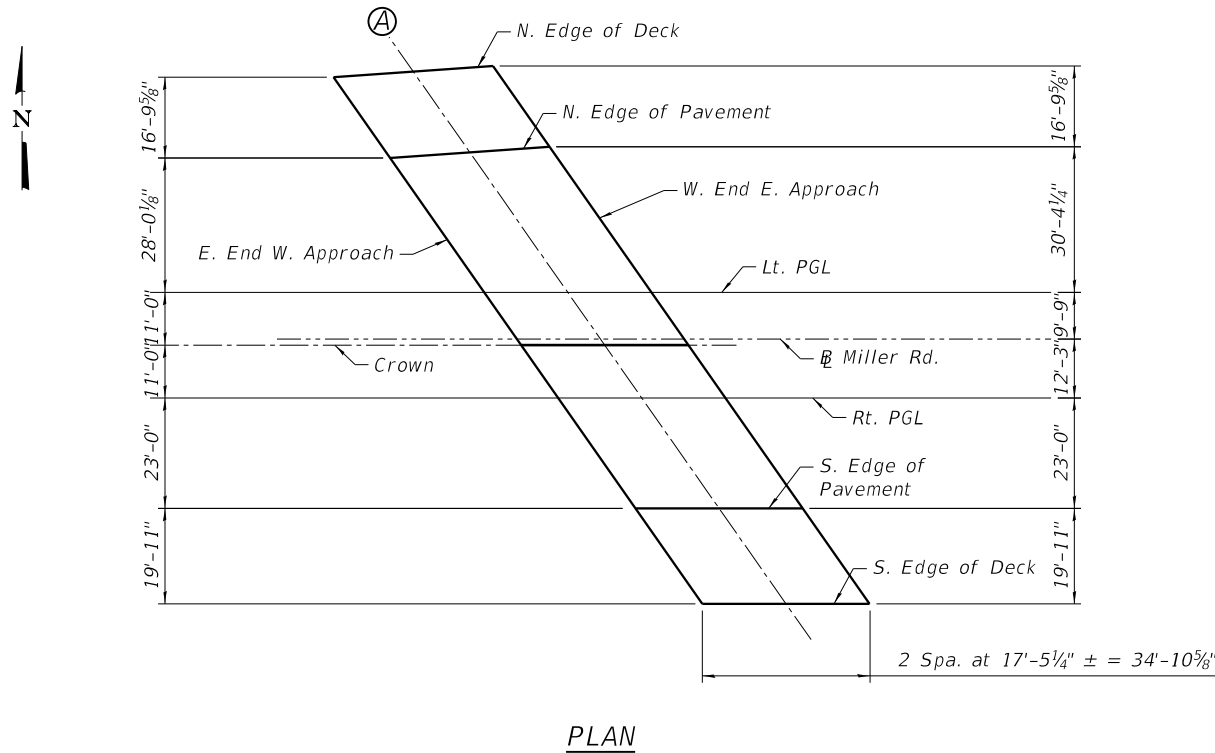 A
N. Edge of Deck
N
16'-9⅝"
16'-9⅝"
N. Edge of Pavement
W. End E. Approach
28'-0⅛"
30'-4¼"
E. End W. Approach
Lt. PGL
11'-0"
9'-9"
Crown
℄ Miller Rd.
11'-0"
12'-3"
Rt. PGL
23'-0"
23'-0"
S. Edge of
Pavement
19'-11"
19'-11"
S. Edge of Deck
2 Spa. at 17'-5¼" ± = 34'-10⅝"
PLAN